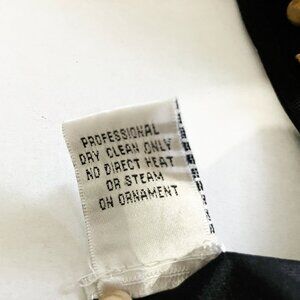 PROFESSIONAL
DRY CLEAN ONLY
NO DIRECT HEAT
OR STEAM
ON ORNAMENT